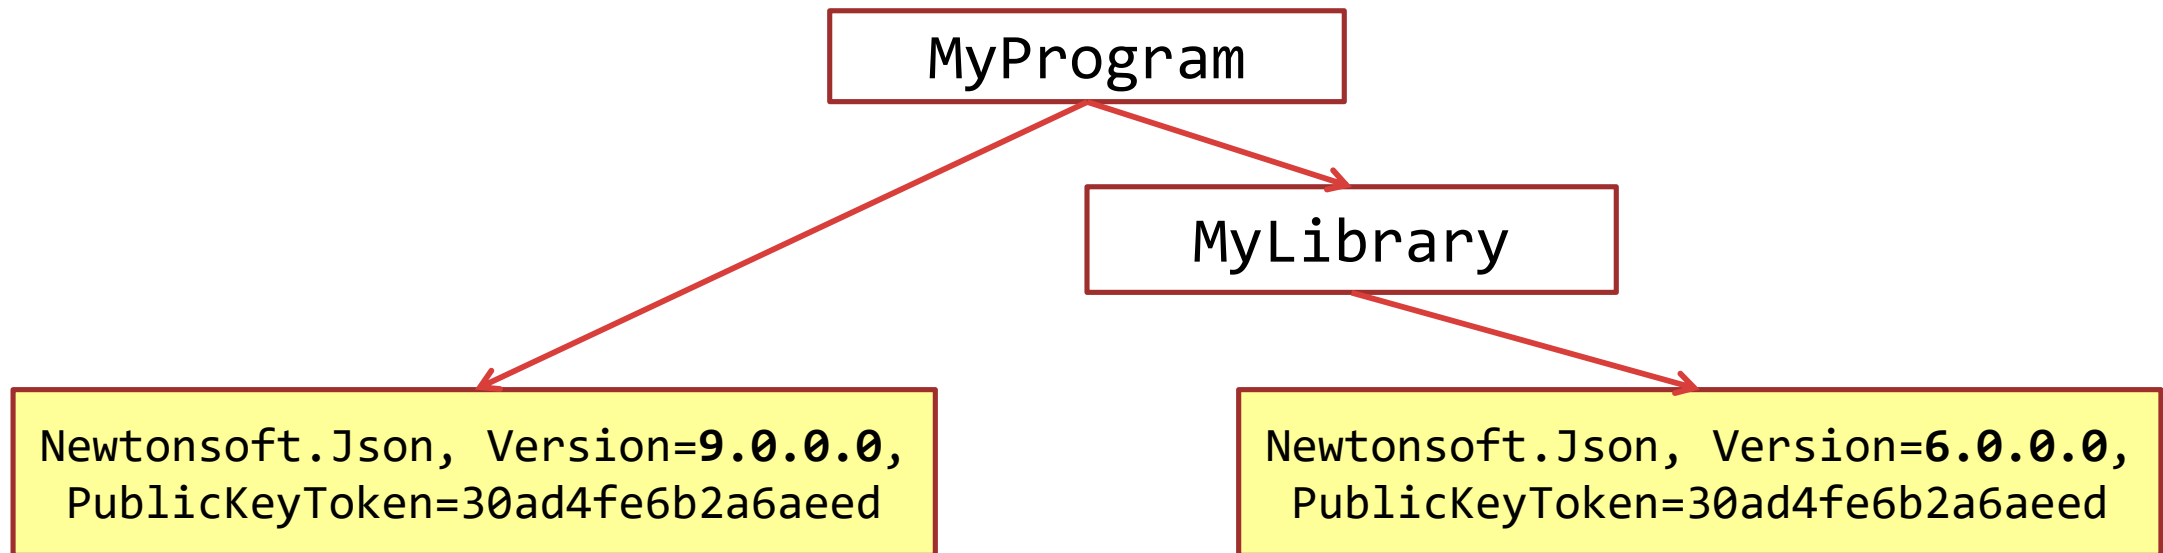 MyProgram
MyLibrary
Newtonsoft.Json, Version=9.0.0.0,
PublicKeyToken=30ad4fe6b2a6aeed
Newtonsoft.Json, Version=6.0.0.0,
PublicKeyToken=30ad4fe6b2a6aeed